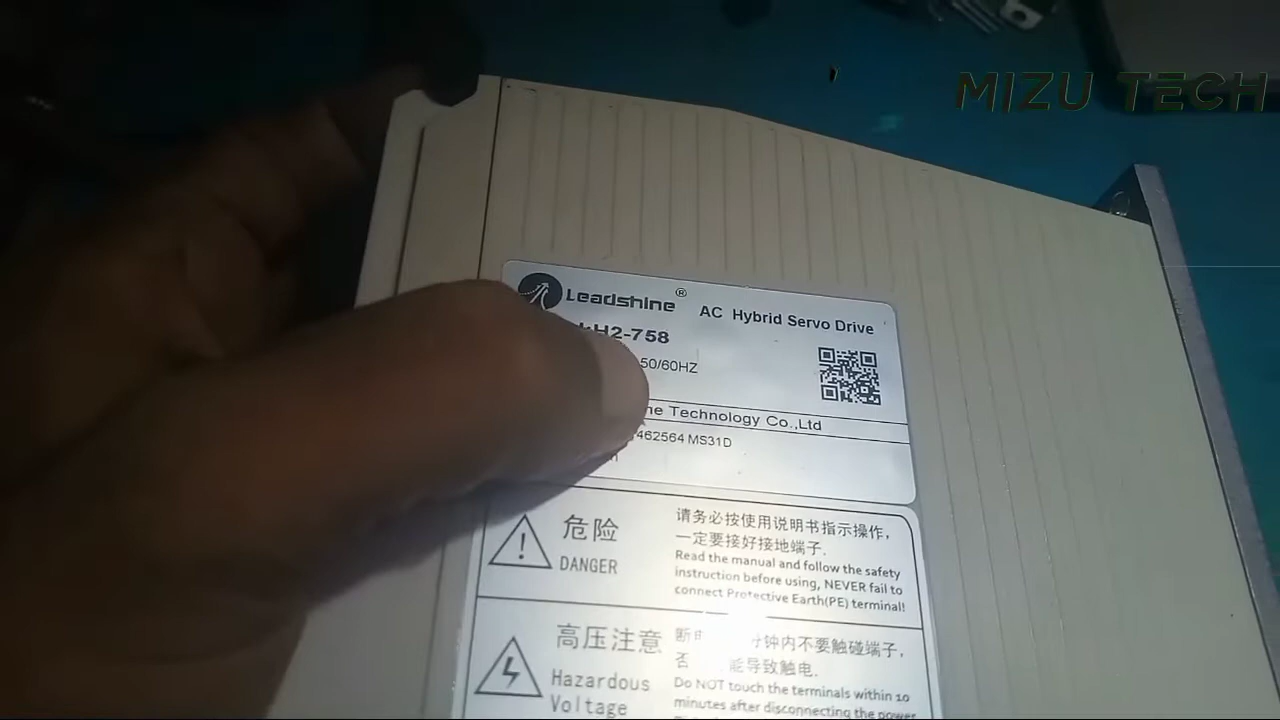 MIZU TECH
Leadshine® AC Hybrid Servo Drive
H2-758
50/60HZ
Technology Co.,Ltd
462564 MS31D
危险
DANGER
请务必按使用说明书指示操作，
一定要接好接地端子.
Read the manual and follow the safety
instruction before using, NEVER fail to
connect Protective Earth(PE) terminal!
高压注意
Hazardous
Voltage
断 钟内不要触碰端子，
否 能导致触电.
Do NOT touch the terminals within 10
minutes after disconnecting the power